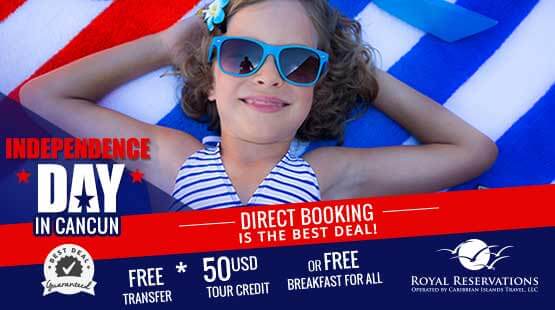 INDEPENDENCE
DAY
IN CANCUN
DIRECT BOOKING
IS THE BEST DEAL!
BEST DEAL
Guaranteed
FREE
TRANSFER
*
50USD
TOUR CREDIT
OR FREE
BREAKFAST FOR ALL
ROYAL RESERVATIONS
OPERATED BY CARIBBEAN ISLANDS TRAVEL, LLC